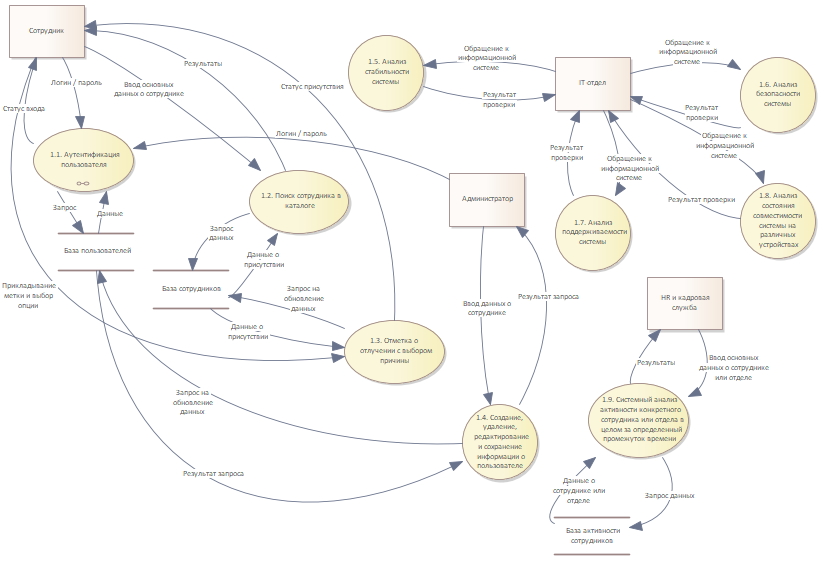 Сотрудник
Результаты
Логин / пароль
Ввод основных
данных о сотруднике
Статус присутствия
Статус входа
1.1. Аутентификация
пользователя
Логин / пароль
Запрос
Данные
База пользователей
1.2. Поиск сотрудника в
каталоге
Запрос
данных
Данные о
присутствии
База сотрудников
Запрос на
обновление
данных
Данные о
присутствии
Прикладывание
метки и выбор
опции
1.3. Отметка о
отлучении с выбором
причины
Запрос на
обновление
данных
Результат запроса
1.4. Создание,
удаление,
редактирование
и сохранение
информации о
пользователе
Администратор
Ввод данных о
сотруднике
Результат запроса
1.5. Анализ
стабильности
системы
Обращение к
информационной
системе
Результат
проверки
IT-отдел
Обращение к
информационной
системе
1.6. Анализ
безопасности
системы
Результат
проверки
Обращение к
информационной
системе
Результат
проверки
Обращение к
информационной
системе
Результат проверки
1.7. Анализ
поддерживаемости
системы
1.8. Анализ
состояния
совместимости
системы на
различных
устройствах
HR и кадровая
служба
Результаты
Ввод основных
данных о сотруднике
или отделе
1.9. Системный анализ
активности конкретного
сотрудника или отдела в
целом за определенный
промежуток времени
Данные о
сотруднике или
отделе
Запрос данных
База активности
сотрудников